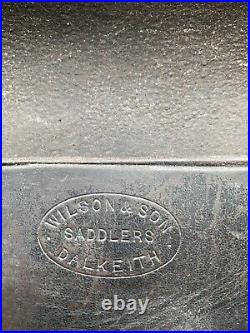 WILSON & SON
SADDLERS
DALKEITH